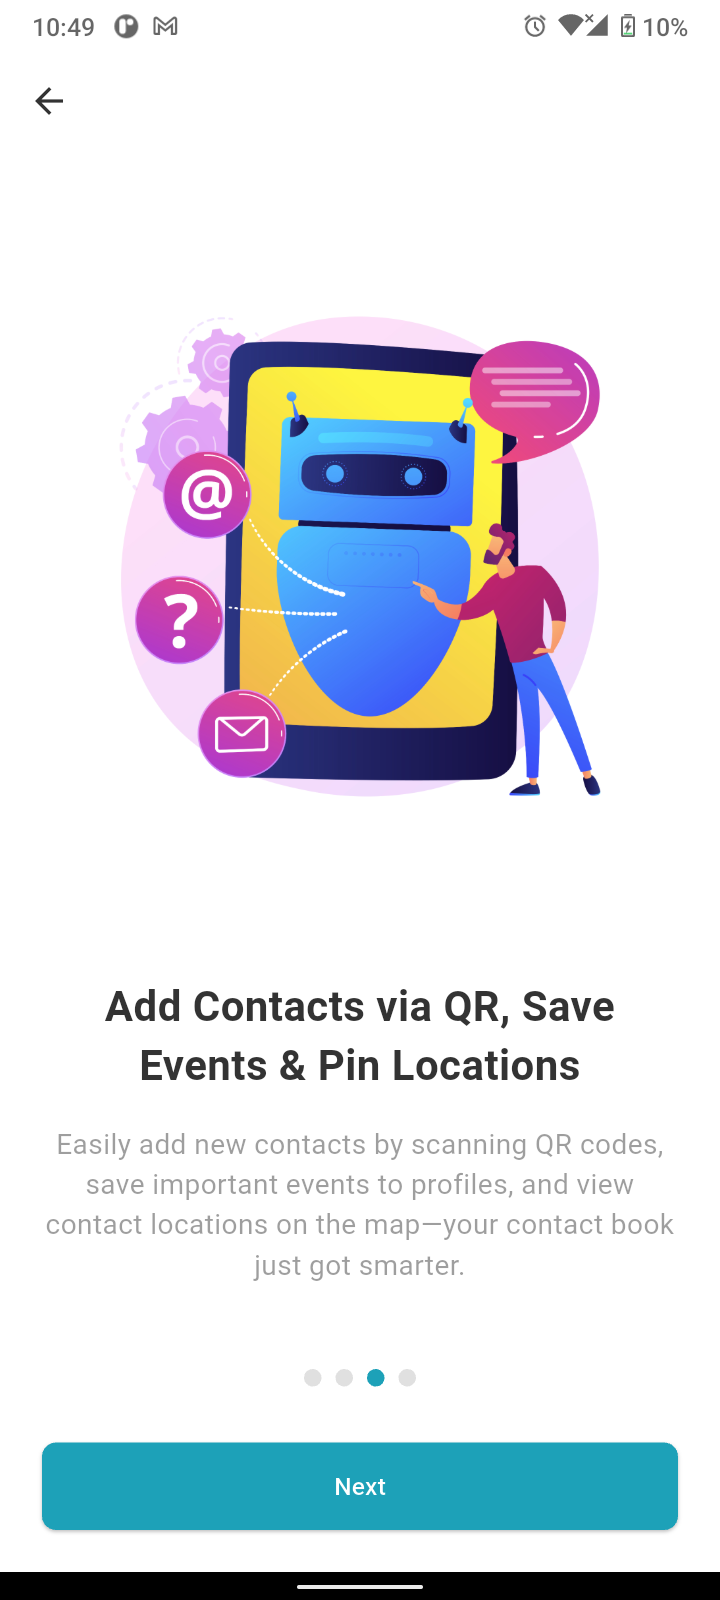 10:49
10%
@
?
Add Contacts via QR, Save
Events & Pin Locations
Easily add new contacts by scanning QR codes,
save important events to profiles, and view
contact locations on the map—your contact book
just got smarter.
Next